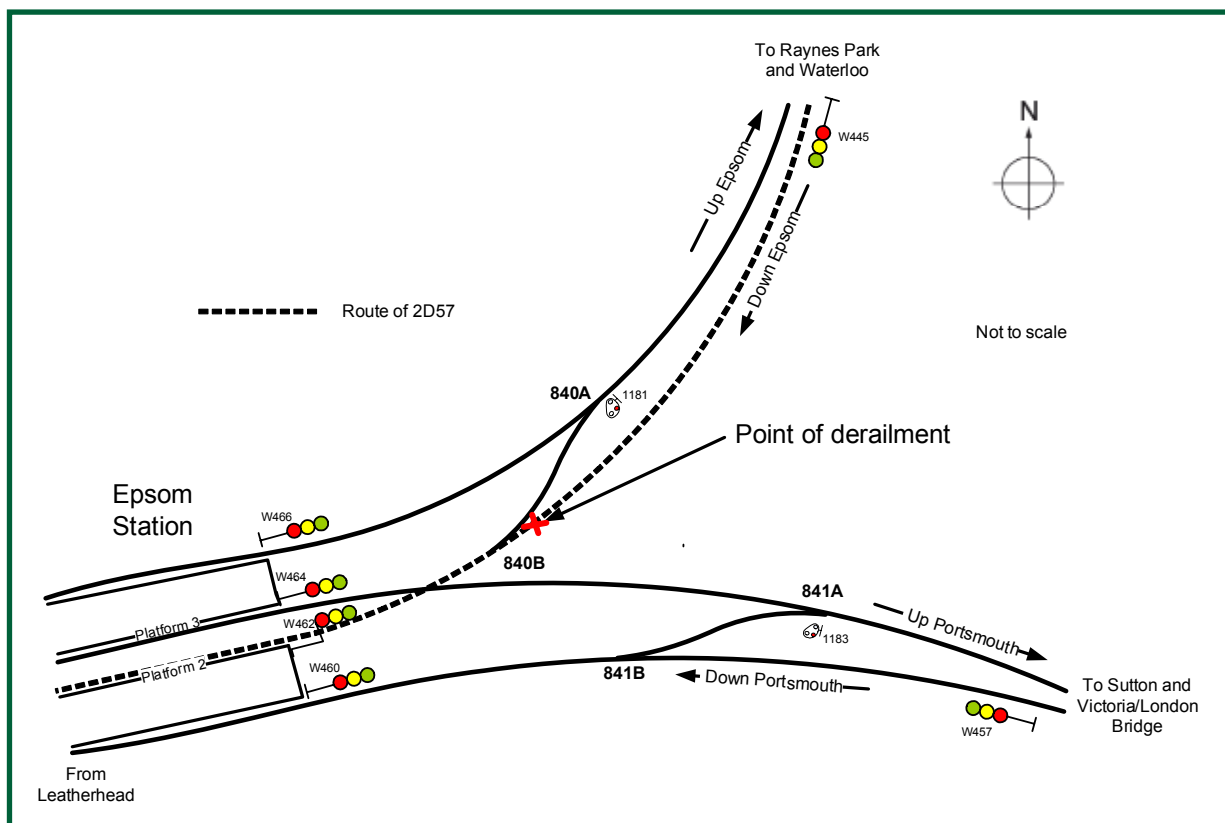 To Raynes Park
and Waterloo
N
W445
Up Epsom
Down Epsom
Route of 2D57
Not to scale
840A
1181
Point of derailment
Epsom
Station
W466
840B
W464
841A
Platform 3
W462
Up Portsmouth
1183
Platform 2
W460
841B
Down Portsmouth
To Sutton and
Victoria/London
Bridge
W457
From
Leatherhead